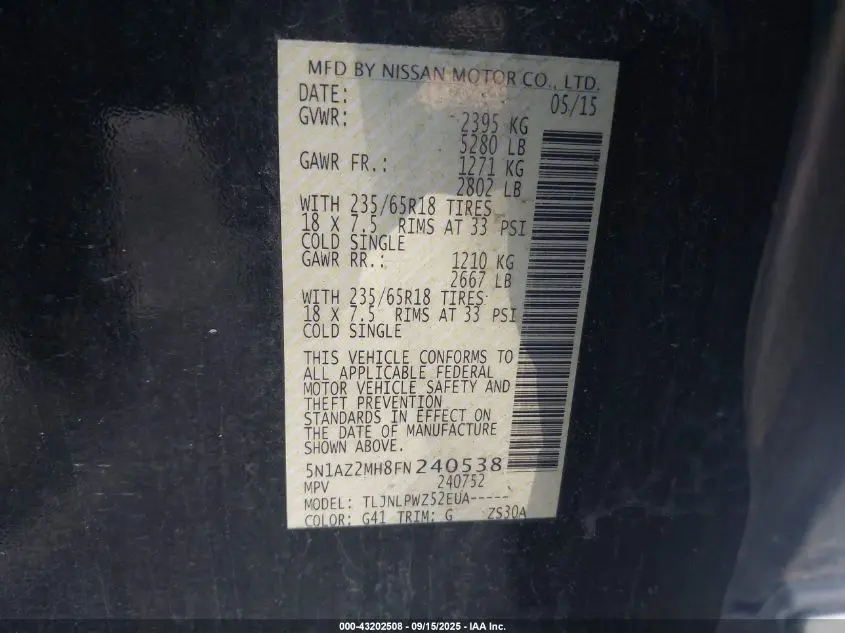 MFD BY NISSAN MOTOR CO., LTD.
DATE: 05/15
GVWR: 2395 KG
5280 LB
GAWR FR.: 1271 KG
2802 LB
WITH 235/65R18 TIRES
18 X 7.5 RIMS AT 33 PSI
COLD SINGLE
GAWR RR.: 1210 KG
2667 LB
WITH 235/65R18 TIRES
18 X 7.5 RIMS AT 33 PSI
COLD SINGLE
THIS VEHICLE CONFORMS TO
ALL APPLICABLE FEDERAL
MOTOR VEHICLE SAFETY AND
THEFT PREVENTION
STANDARDS IN EFFECT ON
THE DATE OF MANUFACTURE
SHOWN ABOVE.
5N1AZ2MH8FN240538
MPV 240752
MODEL: TLJNLPWZ52EUA-----
COLOR: G41 TRIM: G ZS30A
000-43202508 - 09/15/2025 - IAA Inc.